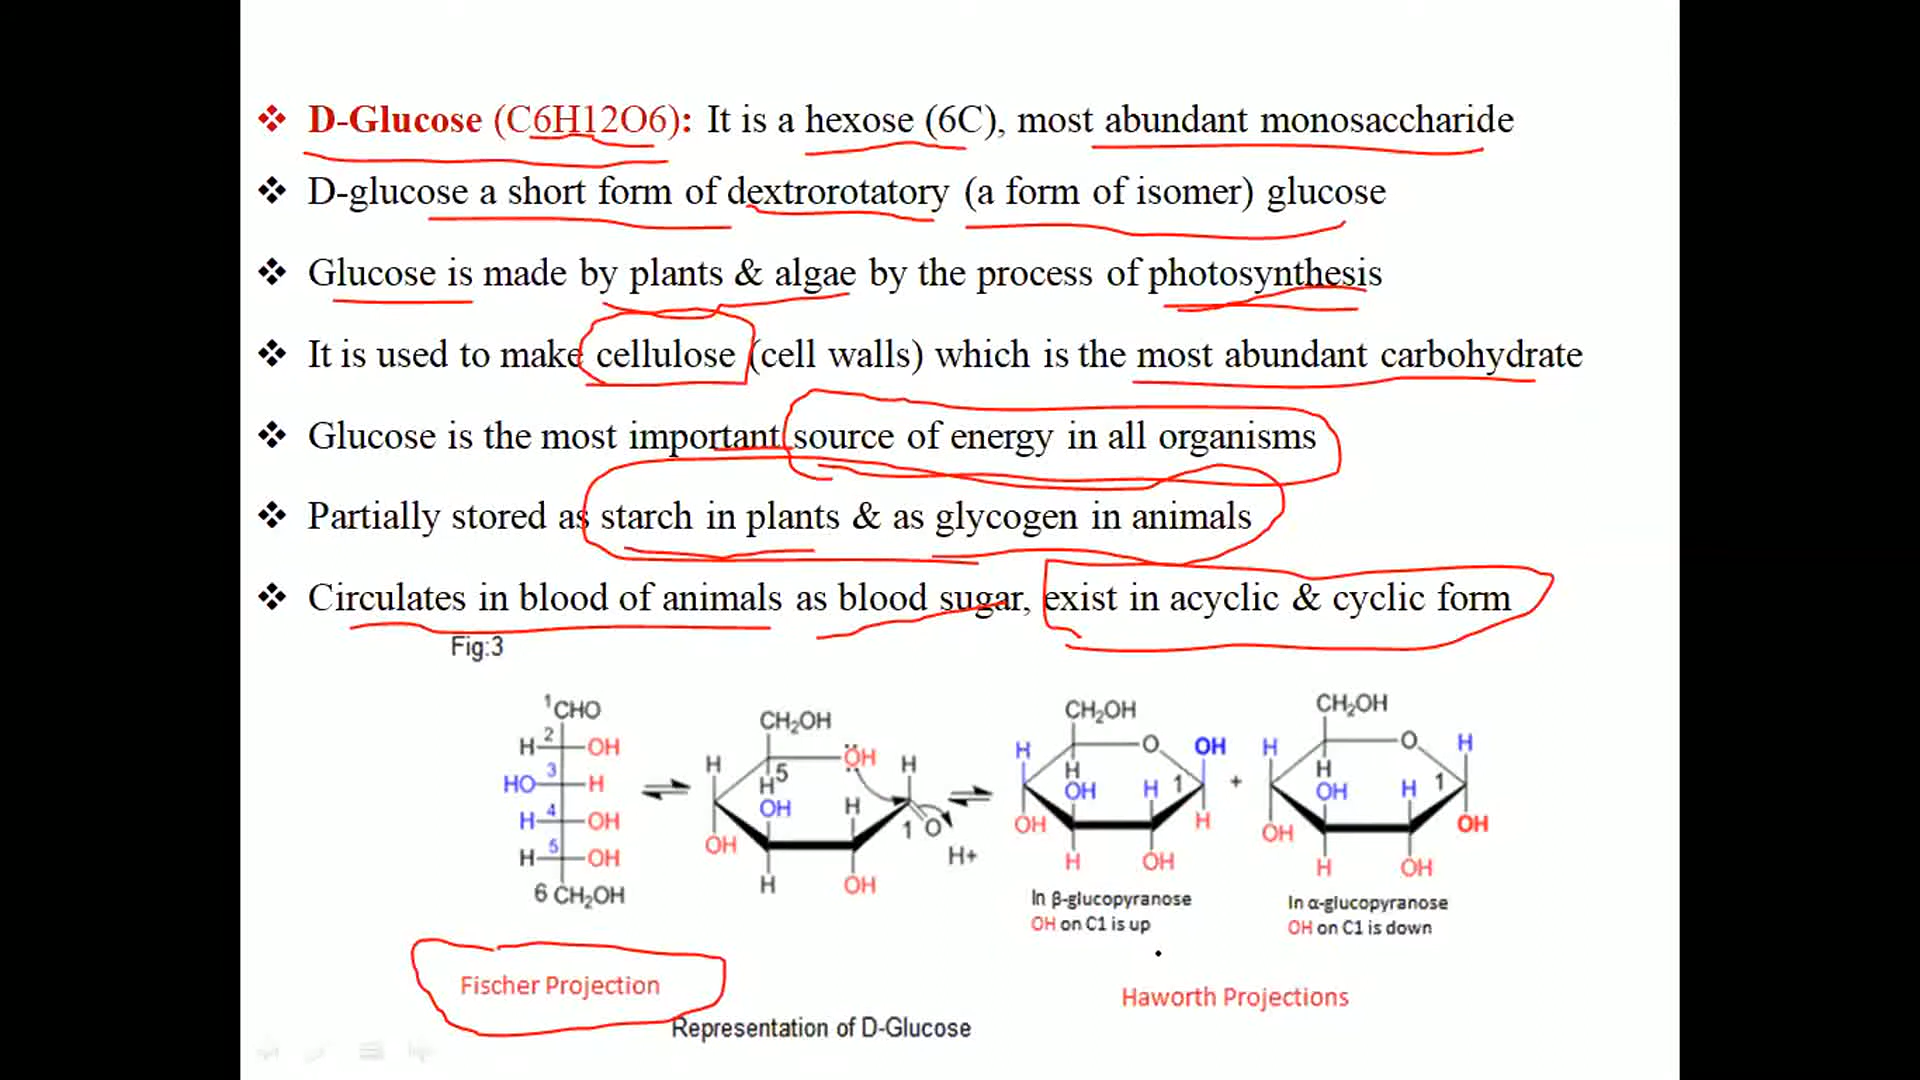 ❖ D-Glucose (C6H12O6): It is a hexose (6C), most abundant monosaccharide
❖ D-glucose a short form of dextrorotatory (a form of isomer) glucose
❖ Glucose is made by plants & algae by the process of photosynthesis
❖ It is used to make cellulose (cell walls) which is the most abundant carbohydrate
❖ Glucose is the most important source of energy in all organisms
❖ Partially stored as starch in plants & as glycogen in animals
❖ Circulates in blood of animals as blood sugar, exist in acyclic & cyclic form
Fig:3
1CHO
H 2 OH
HO 3 H
H 4 OH
H 5 OH
6 CH₂OH
CH₂OH
H 5 OH H
H
OH H
OH 1 O
H+
H OH
CH₂OH
H O OH
H
OH H 1
OH H
H OH
+
CH₂OH
H O H
H
OH H 1
OH OH
H OH
In β-glucopyranose
OH on C1 is up
In α-glucopyranose
OH on C1 is down
Fischer Projection
Haworth Projections
Representation of D-Glucose